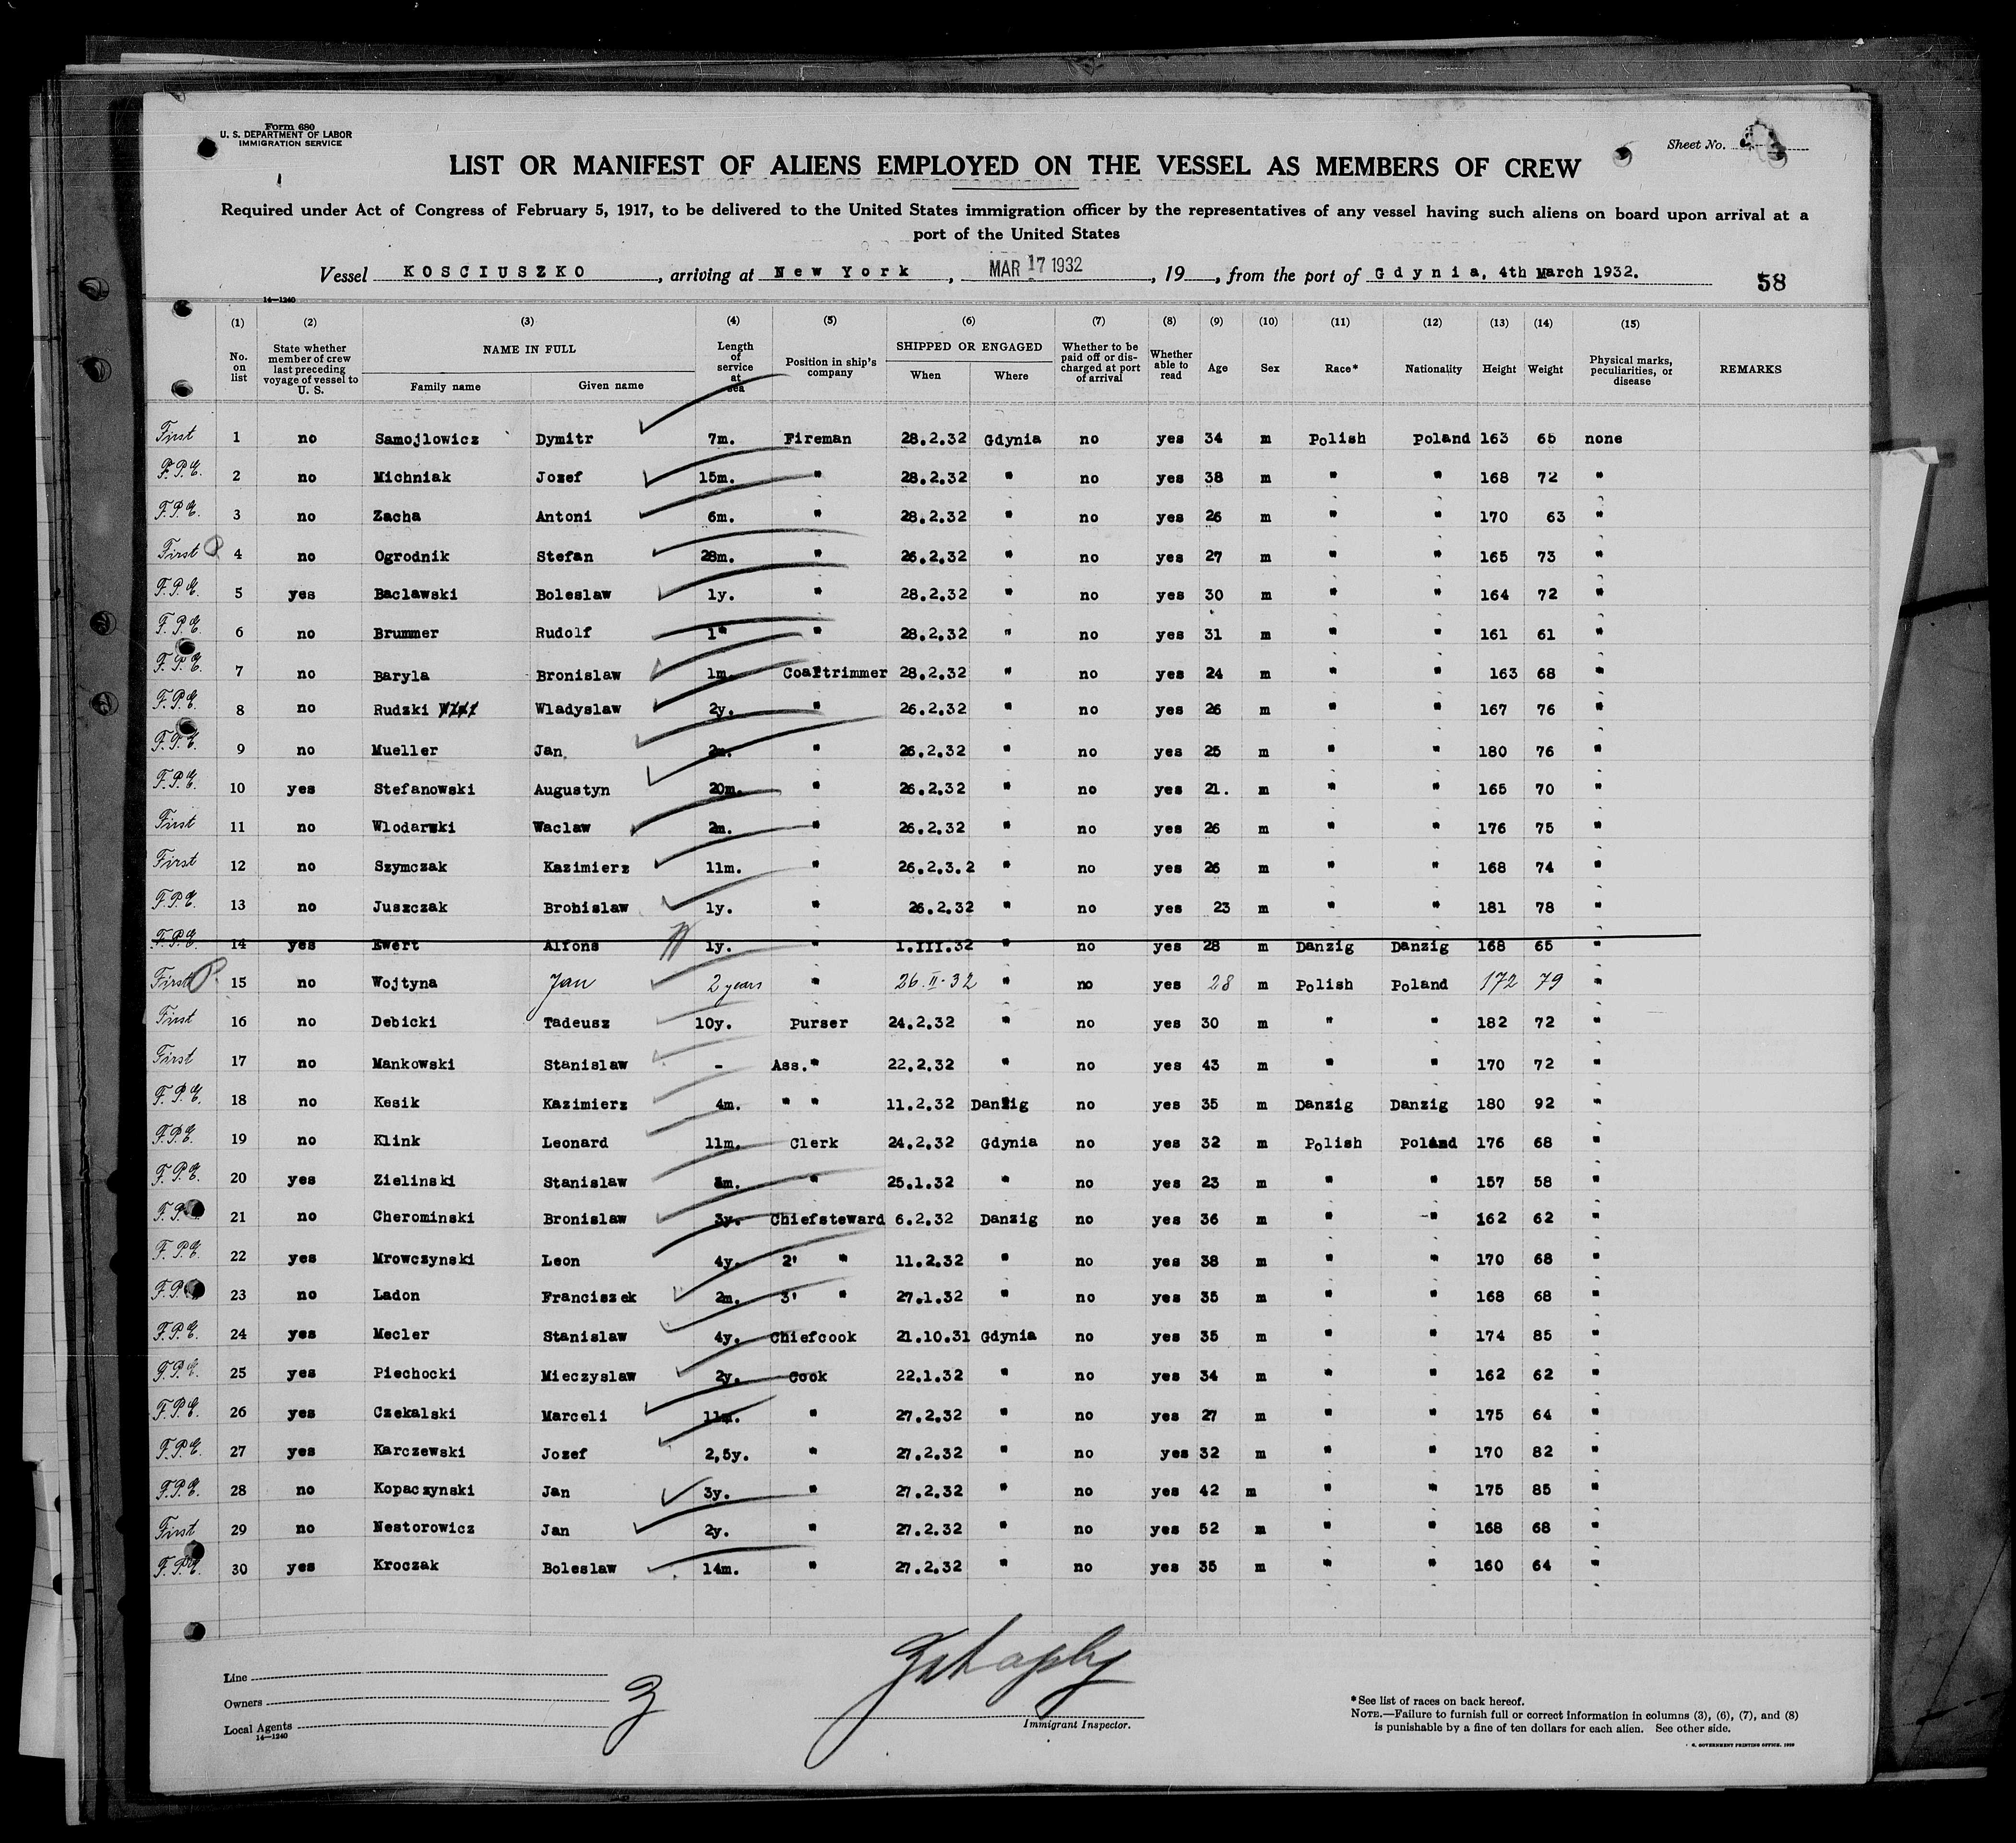 Form 680
U. S. DEPARTMENT OF LABOR
IMMIGRATION SERVICE
Sheet No.
LIST OR MANIFEST OF ALIENS EMPLOYED ON THE VESSEL AS MEMBERS OF CREW
Required under Act of Congress of February 5, 1917, to be delivered to the United States immigration officer by the representatives of any vessel having such aliens on board upon arrival at a
port of the United States
Vessel KOSCIUSZKO, arriving at New York, MAR 17 1932, 19, from the port of Gdynia, 4th March 1932.
58
14—1240
(1) (2) (3) (4) (5) (6) (7) (8) (9) (10) (11) (12) (13) (14) (15)
No. on list State whether member of crew last preceding voyage of vessel to U. S. NAME IN FULL Family name Given name Length of service at sea Position in ship's company SHIPPED OR ENGAGED When Where Whether to be paid off or discharged at port of arrival Whether able to read Age Sex Race* Nationality Height Weight Physical marks, peculiarities, or disease REMARKS
First 1 no Samojlowicz Dymitr 7m. Fireman 28.2.32 Gdynia no yes 34 m Polish Poland 163 65 none
F.P.E. 2 no Michniak Jozef 15m. " 28.2.32 " no yes 38 m " " 168 72 "
F.P.E. 3 no Zacha Antoni 6m. " 28.2.32 " no yes 26 m " " 170 63 "
First P 4 no Ogrodnik Stefan 28m. " 26.2.32 " no yes 27 m " " 165 73 "
F.P.E. 5 yes Baclawski Boleslaw 1y. " 28.2.32 " no yes 30 m " " 164 72 "
F.P.E. 6 no Brummer Rudolf 1" " 28.2.32 " no yes 31 m " " 161 61 "
F.P.E. 7 no Baryla Bronislaw 1m. Coaltrimmer 28.2.32 " no yes 24 m " " 163 68 "
F.P.E. 8 no Rudzki Wladyslaw 2y. " 26.2.32 " no yes 26 m " " 167 76 "
F.P.E. 9 no Mueller Jan 2m. " 26.2.32 " no yes 25 m " " 180 76 "
F.P.E. 10 yes Stefanowski Augustyn 20m. " 26.2.32 " no yes 21. m " " 165 70 "
First 11 no Wlodarski Waclaw 2m. " 26.2.32 " no yes 26 m " " 176 75 "
First 12 no Szymczak Kazimierz 11m. " 26.2.3.2 " no yes 26 m " " 168 74 "
F.P.E. 13 no Juszczak Bronislaw 1y. " 26.2.32 " no yes 23 m " " 181 78 "
F.P.E. 14 yes Ewert Alfons 1y. " 1.III.32 " no yes 28 m Danzig Danzig 168 65 "
First P. 15 no Wojtyna Jan 2 years " 26.II-32 " no yes 28 m Polish Poland 172 79 "
First 16 no Debicki Tadeusz 10y. Purser 24.2.32 " no yes 30 m " " 182 72 "
First 17 no Mankowski Stanislaw - Ass." 22.2.32 " no yes 43 m " " 170 72 "
F.P.E. 18 no Kesik Kazimierz 4m. " " 11.2.32 Danzig no yes 35 m Danzig Danzig 180 92 "
F.P.E. 19 no Klink Leonard 11m. Clerk 24.2.32 Gdynia no yes 32 m Polish Poland 176 68 "
F.P.E. 20 yes Zielinski Stanislaw " 25.1.32 " no yes 23 m " " 157 58 "
F.P. 21 no Cherominski Bronislaw 3y. Chiefsteward 6.2.32 Danzig no yes 36 m " -" 162 62 "
F.P.E. 22 yes Mrowczynski Leon 4y. 2' " 11.2.32 " no yes 38 m " " 170 68 "
F.P. 23 no Ladon Franciszek 2m. 3' " 27.1.32 " no yes 35 m " " 168 68 "
F.P.E. 24 yes Mecler Stanislaw 4y. Chiefcook 21.10.31 Gdynia no yes 35 m " " 174 85 "
F.P.E. 25 yes Piechocki Mieczyslaw 2y. Cook 22.1.32 " no yes 34 m " " 162 62 "
F.P.E. 26 yes Czekalski Marceli 11m. " 27.2.32 " no yes 27 m " " 175 64 "
F.P.E. 27 yes Karczewski Jozef 2,5y. " 27.2.32 " no yes 32 m " " 170 82 "
F.P.E. 28 no Kopaczynski Jan 3y. " 27.2.32 " no yes 42 m " " 175 85 "
First 29 no Nestorowicz Jan 2y. " 27.2.32 " no yes 52 m " " 168 68 "
F.P.E. 30 yes Kroczak Boleslaw 14m. " 27.2.32 " no yes 35 m " " 160 64 "
Line
Owners
Local Agents
14—1240
Immigrant Inspector.
*See list of races on back hereof.
NOTE.—Failure to furnish full or correct information in columns (3), (6), (7), and (8)
is punishable by a fine of ten dollars for each alien. See other side.
GOVERNMENT PRINTING OFFICE